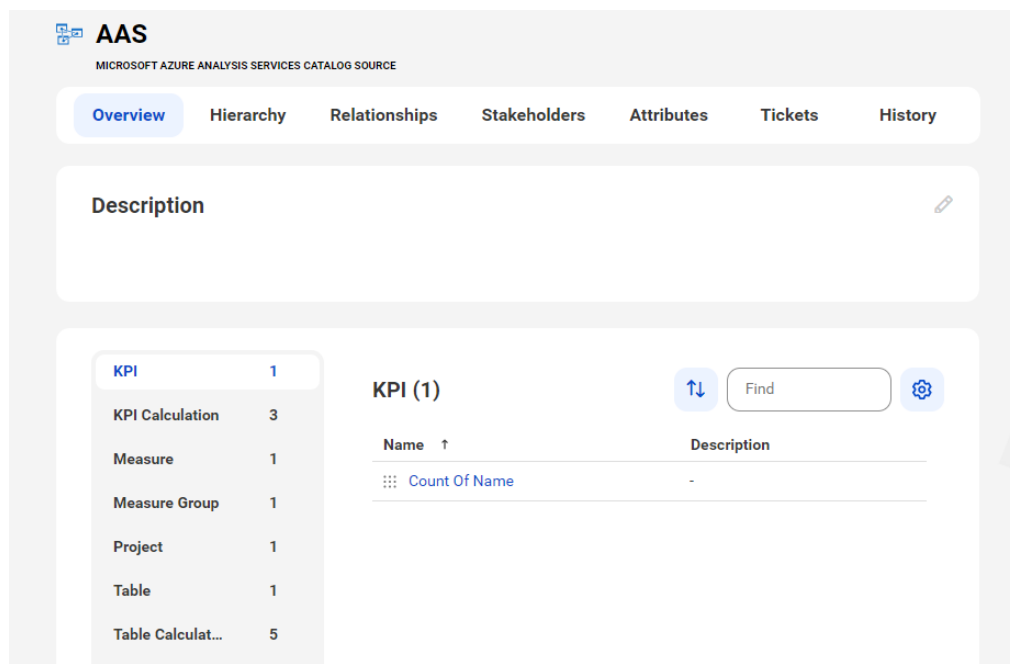 AAS
MICROSOFT AZURE ANALYSIS SERVICES CATALOG SOURCE
Overview Hierarchy Relationships Stakeholders Attributes Tickets History
Description
KPI 1
KPI Calculation 3
Measure 1
Measure Group 1
Project 1
Table 1
Table Calculat... 5
KPI (1)
Find
Name ↑ Description
Count Of Name -